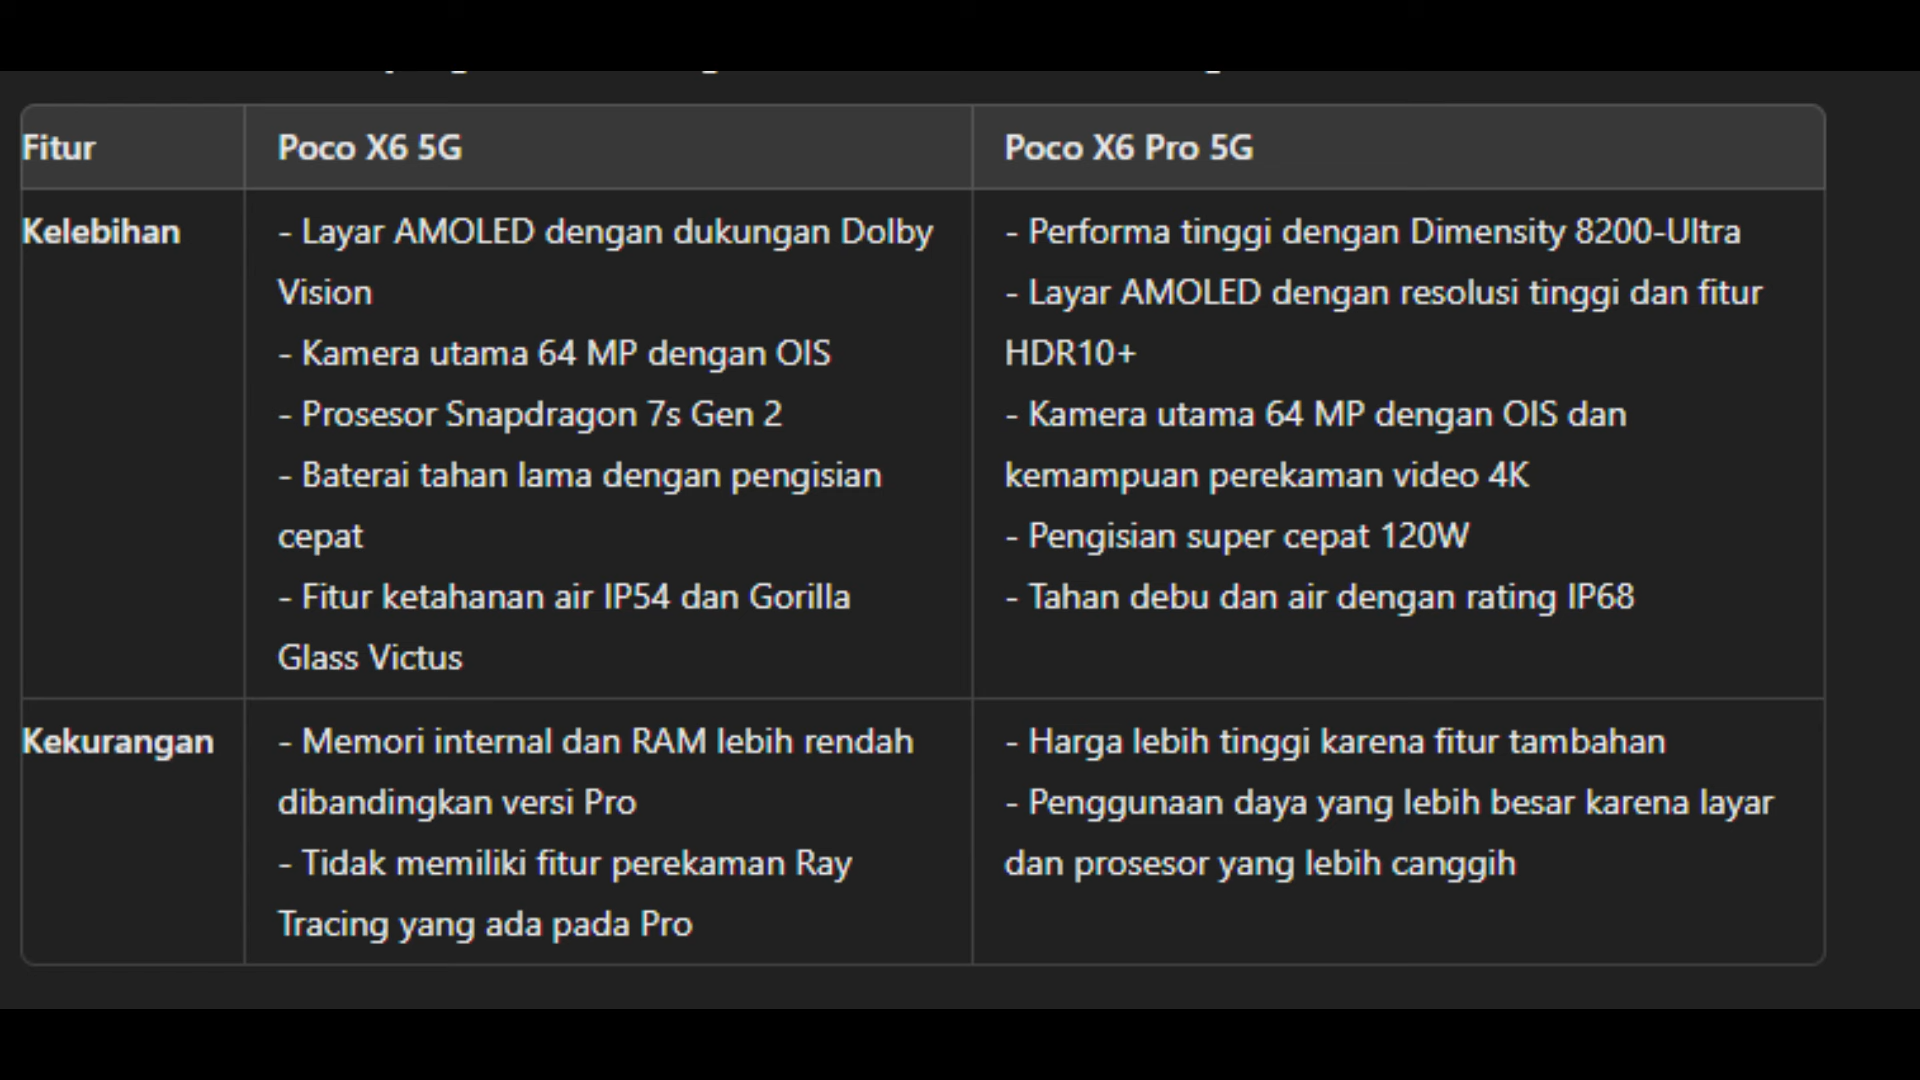 Fitur
Poco X6 5G
Poco X6 Pro 5G
Kelebihan
- Layar AMOLED dengan dukungan Dolby
Vision
- Kamera utama 64 MP dengan OIS
- Prosesor Snapdragon 7s Gen 2
- Baterai tahan lama dengan pengisian
cepat
- Fitur ketahanan air IP54 dan Gorilla
Glass Victus
- Performa tinggi dengan Dimensity 8200-Ultra
- Layar AMOLED dengan resolusi tinggi dan fitur
HDR10+
- Kamera utama 64 MP dengan OIS dan
kemampuan perekaman video 4K
- Pengisian super cepat 120W
- Tahan debu dan air dengan rating IP68
Kekurangan
- Memori internal dan RAM lebih rendah
dibandingkan versi Pro
- Tidak memiliki fitur perekaman Ray
Tracing yang ada pada Pro
- Harga lebih tinggi karena fitur tambahan
- Penggunaan daya yang lebih besar karena layar
dan prosesor yang lebih canggih